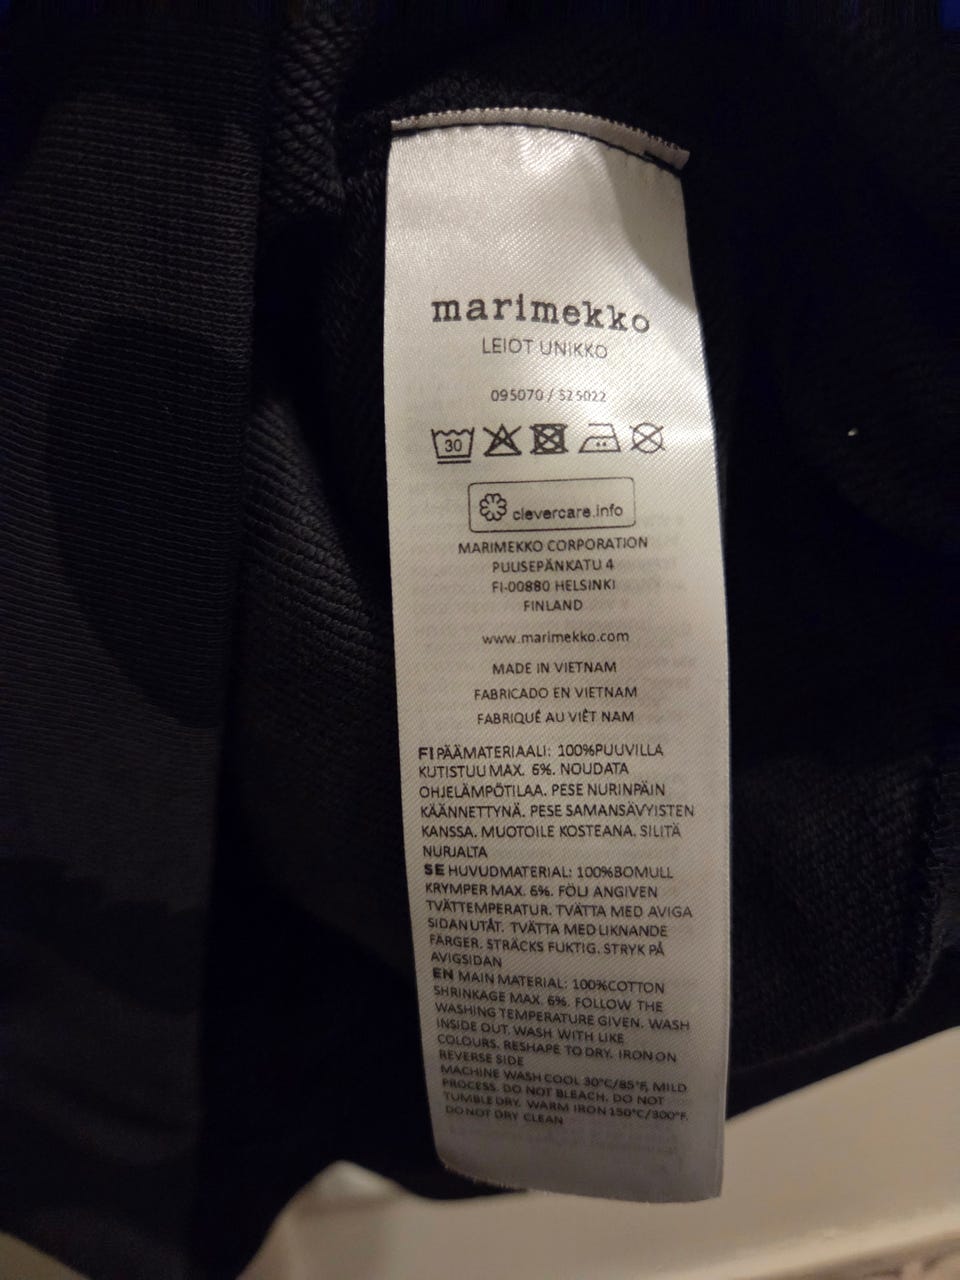 marimekko
LEIOT UNIKKO
095070 / S25022
30
clevercare.info
MARIMEKKO CORPORATION
PUUSEPÄNKATU 4
FI-00880 HELSINKI
FINLAND
www.marimekko.com
MADE IN VIETNAM
FABRICADO EN VIETNAM
FABRIQUÉ AU VIÊT NAM
FI PÄÄMATERIAALI: 100%PUUVILLA
KUTISTUU MAX. 6%. NOUDATA
OHJELÄMPÖTILAA. PESE NURINPÄIN
KÄÄNNETTYNÄ. PESE SAMANSÄVYISTEN
KANSSA. MUOTOILE KOSTEANA. SILITÄ
NURJALTA
SE HUVUDMATERIAL: 100%BOMULL
KRYMPER MAX. 6%. FÖLJ ANGIVEN
TVÄTTEMPERATUR. TVÄTTA MED AVIGA
SIDAN UTÅT. TVÄTTA MED LIKNANDE
FÄRGER. STRÄCKS FUKTIG. STRYK PÅ
AVIGSIDAN
EN MAIN MATERIAL: 100%COTTON
SHRINKAGE MAX. 6%. FOLLOW THE
WASHING TEMPERATURE GIVEN. WASH
INSIDE OUT. WASH WITH LIKE
COLOURS. RESHAPE TO DRY. IRON ON
REVERSE SIDE
MACHINE WASH COOL 30°C/85°F, MILD
PROCESS. DO NOT BLEACH. DO NOT
TUMBLE DRY. WARM IRON 150°C/300°F.
DO NOT DRY CLEAN